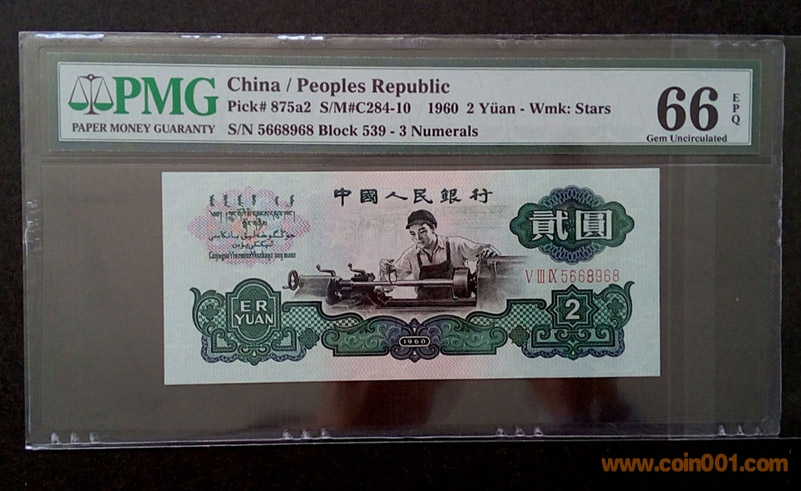 PMG
PAPER MONEY GUARANTY
China / Peoples Republic
Pick# 875a2 S/M#C284-10 1960 2 Yüan - Wmk: Stars
S/N 5668968 Block 539 - 3 Numerals
66 EPQ
Gem Uncirculated
中國人民銀行
貳圓
V III IX 5668968
ER
YUAN
2
1960
www.coin001.com